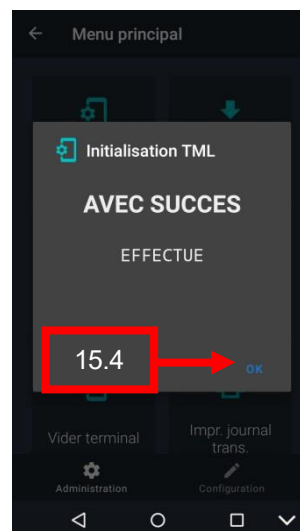 Menu principal
Initialisation TML
AVEC SUCCES
EFFECTUE
15.4
OK
Vider terminal
Impr. journal
trans.
Administration
Configuration